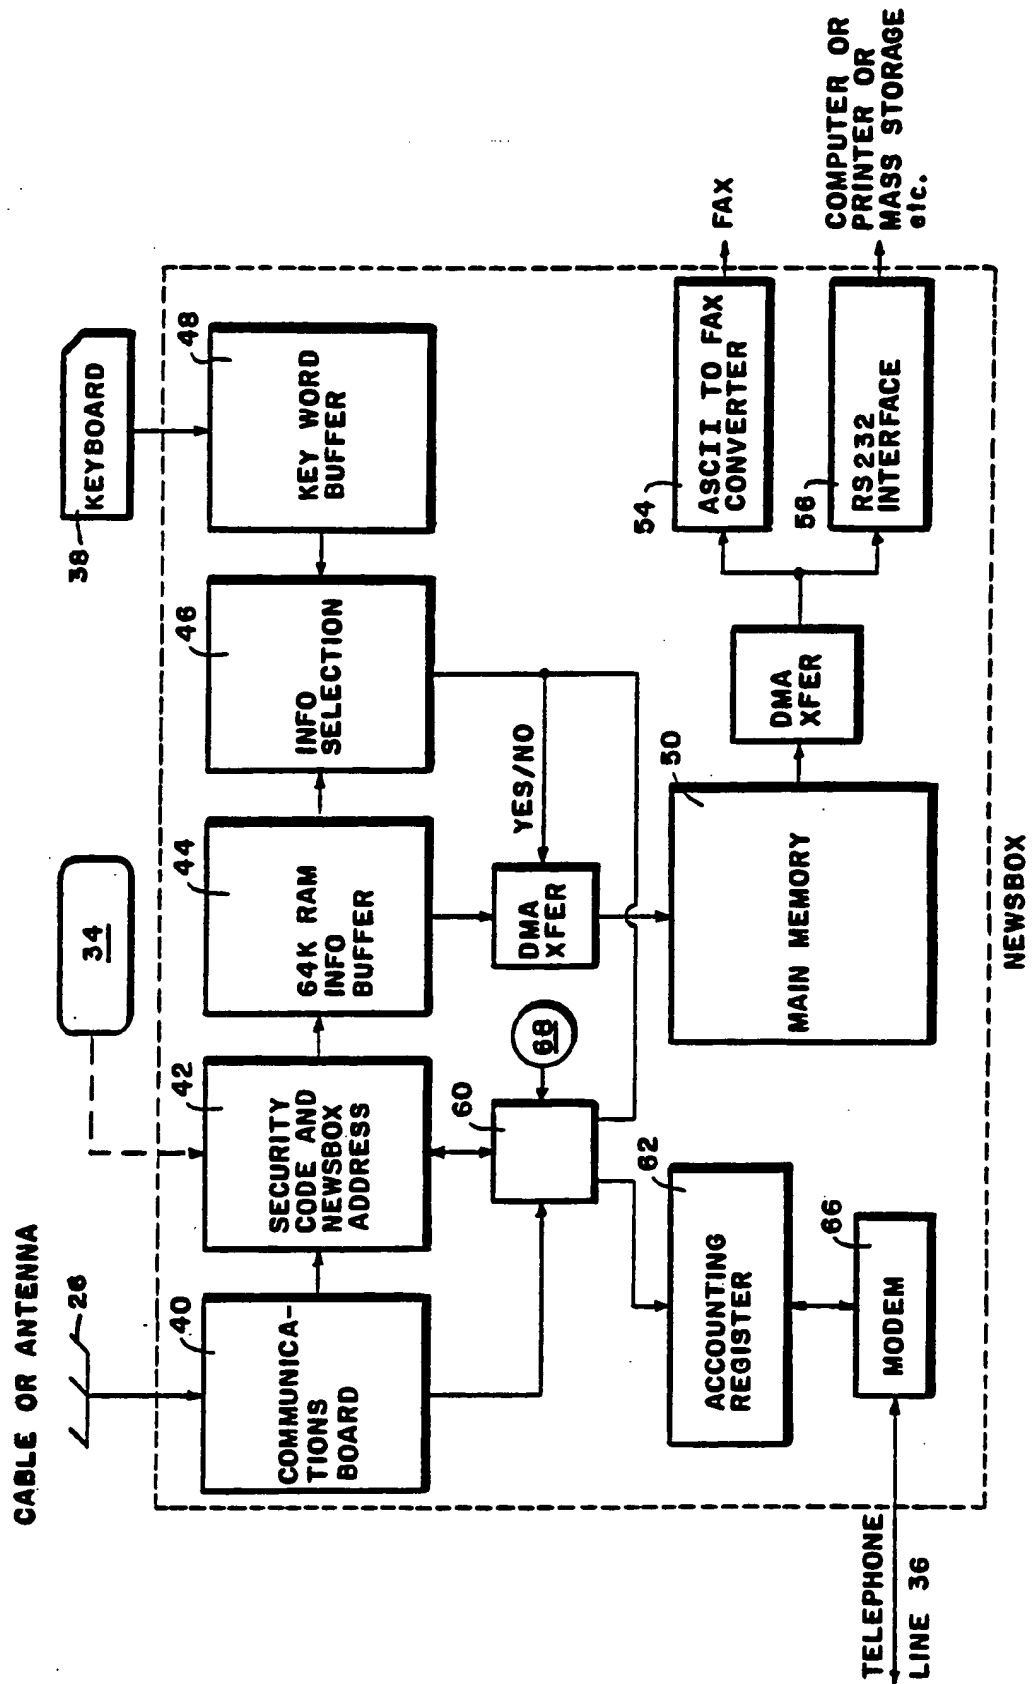 CABLE OR ANTENNA
26
34
38
KEYBOARD
40
COMMUNICA-
TIONS
BOARD
42
SECURITY
CODE AND
NEWSBOX
ADDRESS
44
64K RAM
INFO
BUFFER
46
INFO
SELECTION
48
KEY WORD
BUFFER
60
68
DMA
XFER
YES/NO
62
ACCOUNTING
REGISTER
50
MAIN MEMORY
DMA
XFER
54
ASCII TO FAX
CONVERTER
FAX
66
MODEM
56
RS232
INTERFACE
COMPUTER OR
PRINTER OR
MASS STORAGE
etc.
TELEPHONE
LINE 36
NEWSBOX